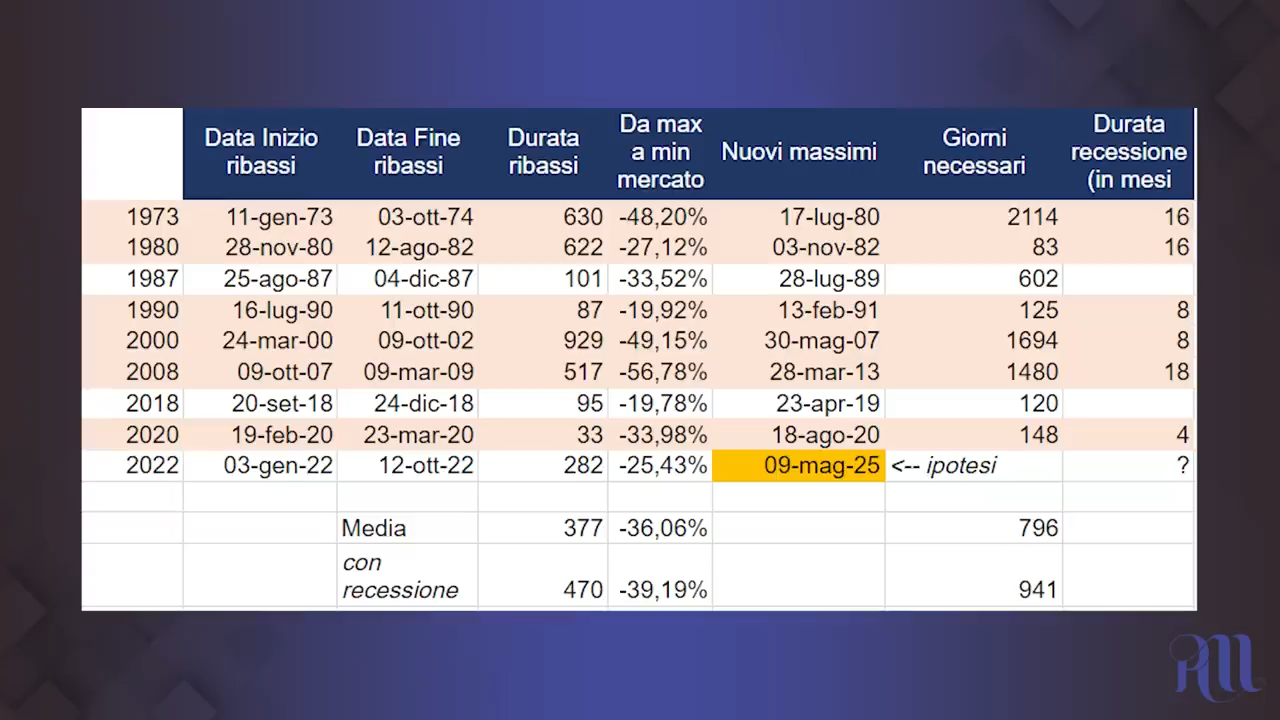 Data Inizio ribassi Data Fine ribassi Durata ribassi Da max a min mercato Nuovi massimi Giorni necessari Durata recessione (in mesi
1973 11-gen-73 03-ott-74 630 -48,20% 17-lug-80 2114 16
1980 28-nov-80 12-ago-82 622 -27,12% 03-nov-82 83 16
1987 25-ago-87 04-dic-87 101 -33,52% 28-lug-89 602
1990 16-lug-90 11-ott-90 87 -19,92% 13-feb-91 125 8
2000 24-mar-00 09-ott-02 929 -49,15% 30-mag-07 1694 8
2008 09-ott-07 09-mar-09 517 -56,78% 28-mar-13 1480 18
2018 20-set-18 24-dic-18 95 -19,78% 23-apr-19 120
2020 19-feb-20 23-mar-20 33 -33,98% 18-ago-20 148 4
2022 03-gen-22 12-ott-22 282 -25,43% 09-mag-25 <-- ipotesi ?
Media 377 -36,06% 796
con recessione 470 -39,19% 941